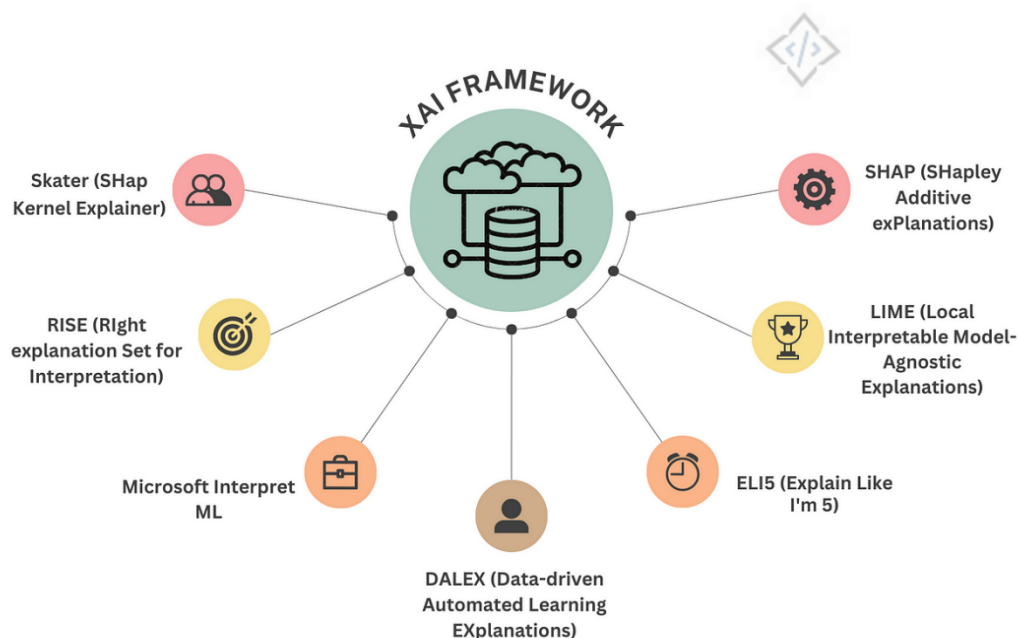 XAI FRAMEWORK
Skater (SHap
Kernel Explainer)
SHAP (SHapley
Additive
exPlanations)
RISE (RIght
explanation Set for
Interpretation)
LIME (Local
Interpretable Model-
Agnostic
Explanations)
Microsoft Interpret
ML
ELI5 (Explain Like
I'm 5)
DALEX (Data-driven
Automated Learning
EXplanations)